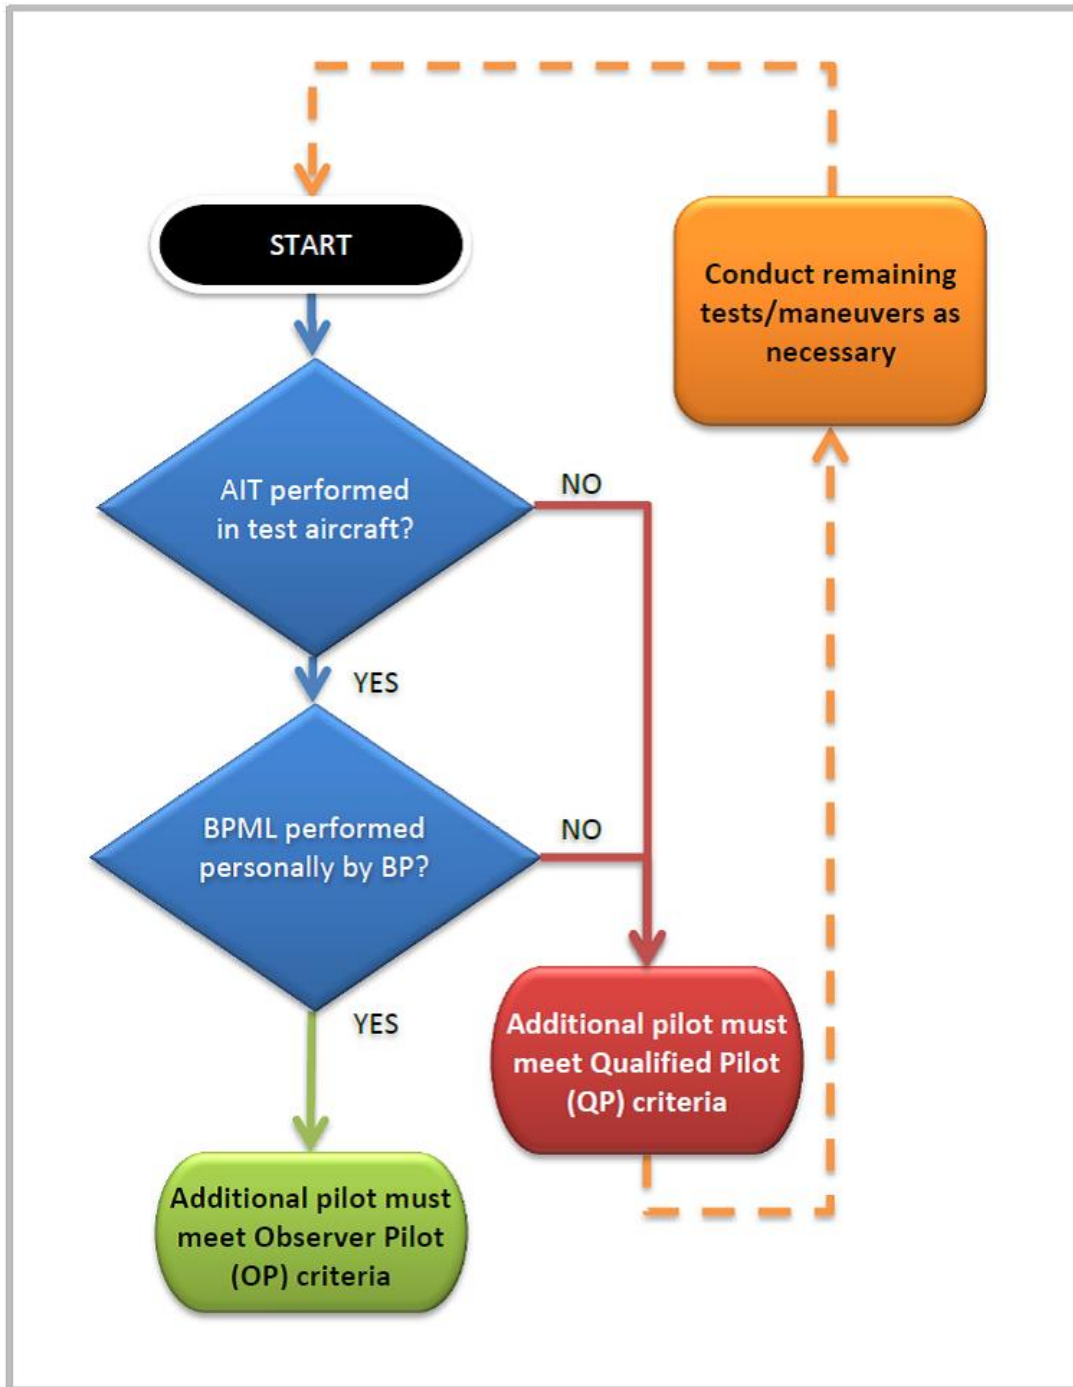 START
Conduct remaining
tests/maneuvers as
necessary
AIT performed
in test aircraft?
NO
YES
BPML performed
personally by BP?
NO
YES
Additional pilot must
meet Qualified Pilot
(QP) criteria
Additional pilot must
meet Observer Pilot
(OP) criteria